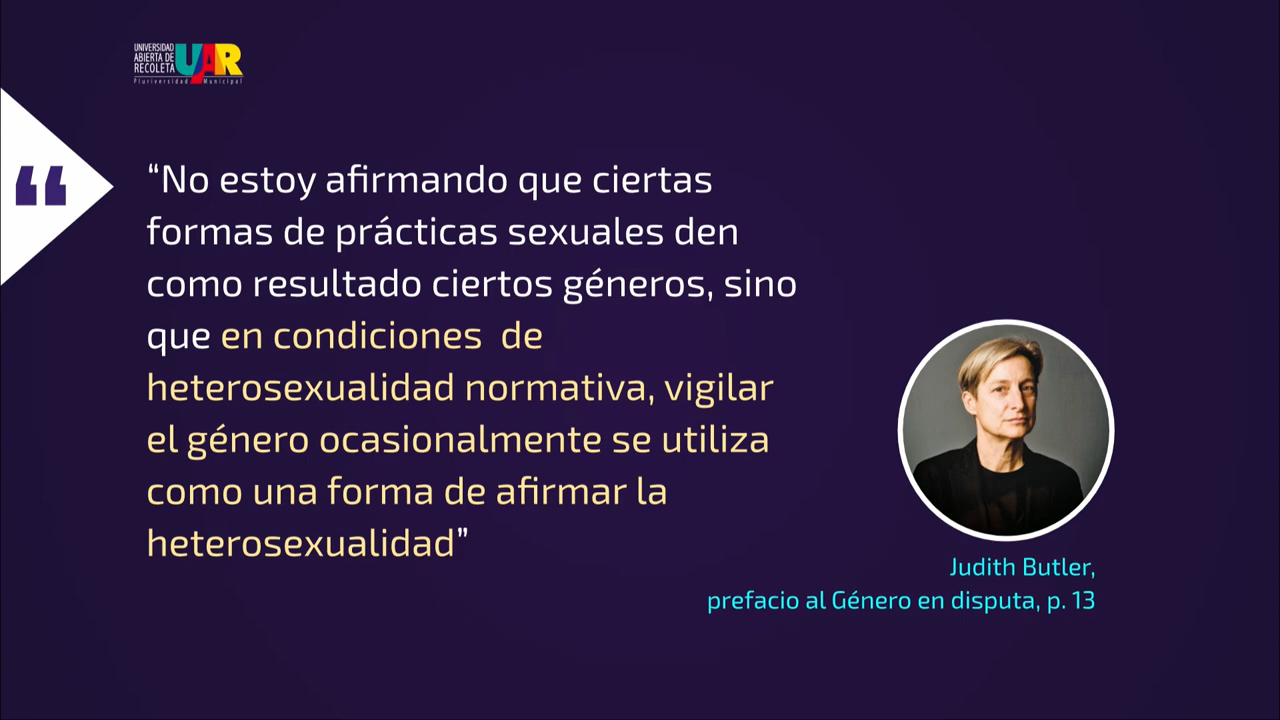 UNIVERSIDAD
ABIERTA DE
RECOLETA
UAR
Pluriversidad Municipal
“
“No estoy afirmando que ciertas
formas de prácticas sexuales den
como resultado ciertos géneros, sino
que en condiciones  de
heterosexualidad normativa, vigilar
el género ocasionalmente se utiliza
como una forma de afirmar la
heterosexualidad”
Judith Butler,
prefacio al Género en disputa, p. 13